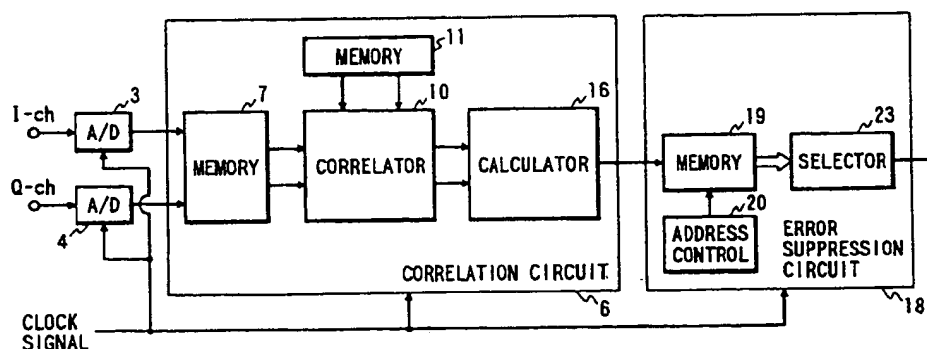 11
MEMORY
I-ch
3
A/D
7
MEMORY
10
CORRELATOR
16
CALCULATOR
19
MEMORY
23
SELECTOR
Q-ch
A/D
4
20
ADDRESS
CONTROL
ERROR
SUPPRESSION
CIRCUIT
CORRELATION CIRCUIT
6
18
CLOCK
SIGNAL